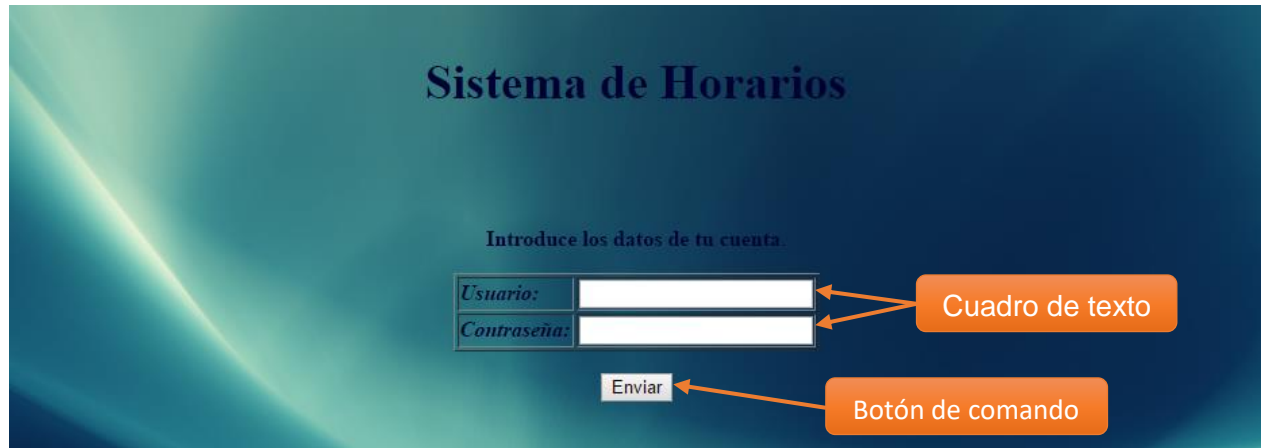 Sistema de Horarios
Introduce los datos de tu cuenta.
Usuario:
Cuadro de texto
Contraseña:
Enviar
Botón de comando